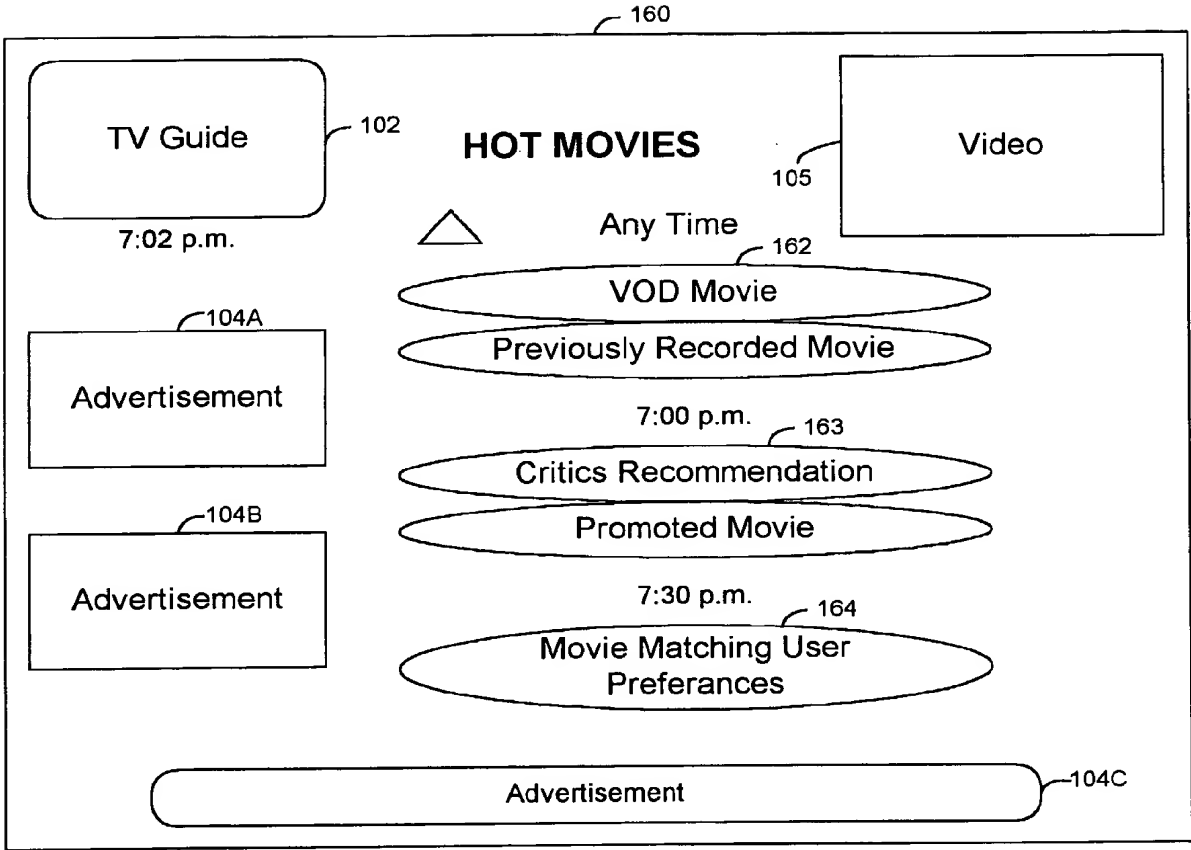 160
TV Guide
102
HOT MOVIES
Video
105
7:02 p.m.
Any Time
162
VOD Movie
Previously Recorded Movie
104A
Advertisement
7:00 p.m.
163
Critics Recommendation
Promoted Movie
104B
Advertisement
7:30 p.m.
164
Movie Matching User
Preferances
Advertisement
104C